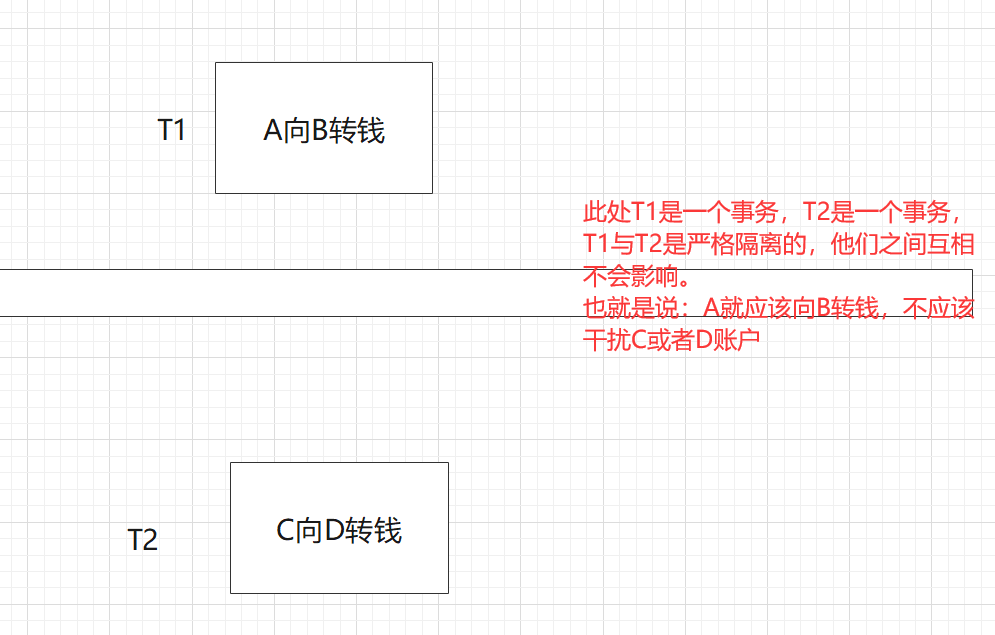 T1
A向B转钱
此处T1是一个事务，T2是一个事务，
T1与T2是严格隔离的，他们之间互相
不会影响。
也就是说：A就应该向B转钱，不应该
干扰C或者D账户
T2
C向D转钱